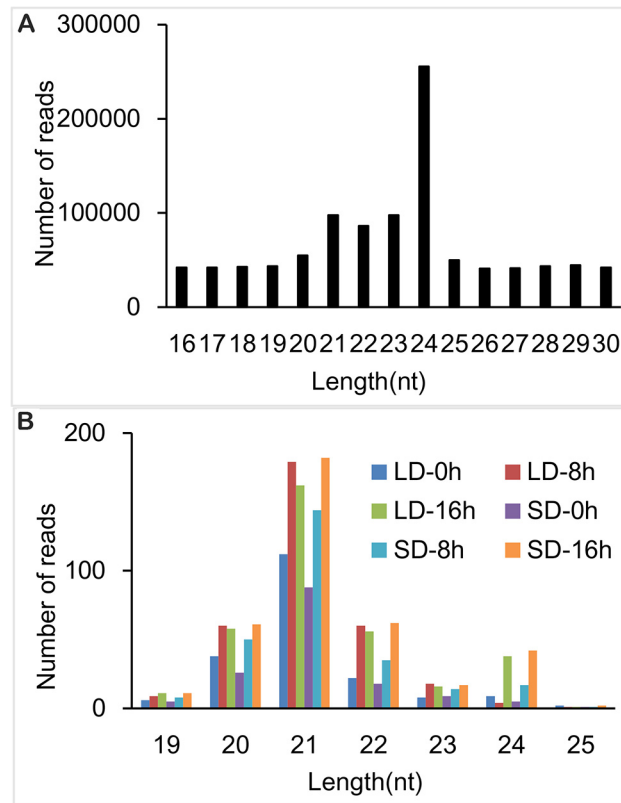 A
300000
200000
100000
0
Number of reads
16 17 18 19 20 21 22 23 24 25 26 27 28 29 30
Length(nt)
B
200
100
0
Number of reads
LD-0h LD-8h
LD-16h SD-0h
SD-8h SD-16h
19 20 21 22 23 24 25
Length(nt)